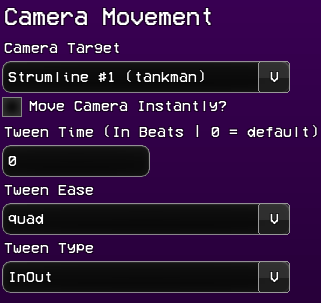 Camera Movement
Camera Target
Strumline #1 (tankman)
V
Move Camera Instantly?
Tween Time (In Beats | 0 = default)
0
Tween Ease
quad
V
Tween Type
InOut
V